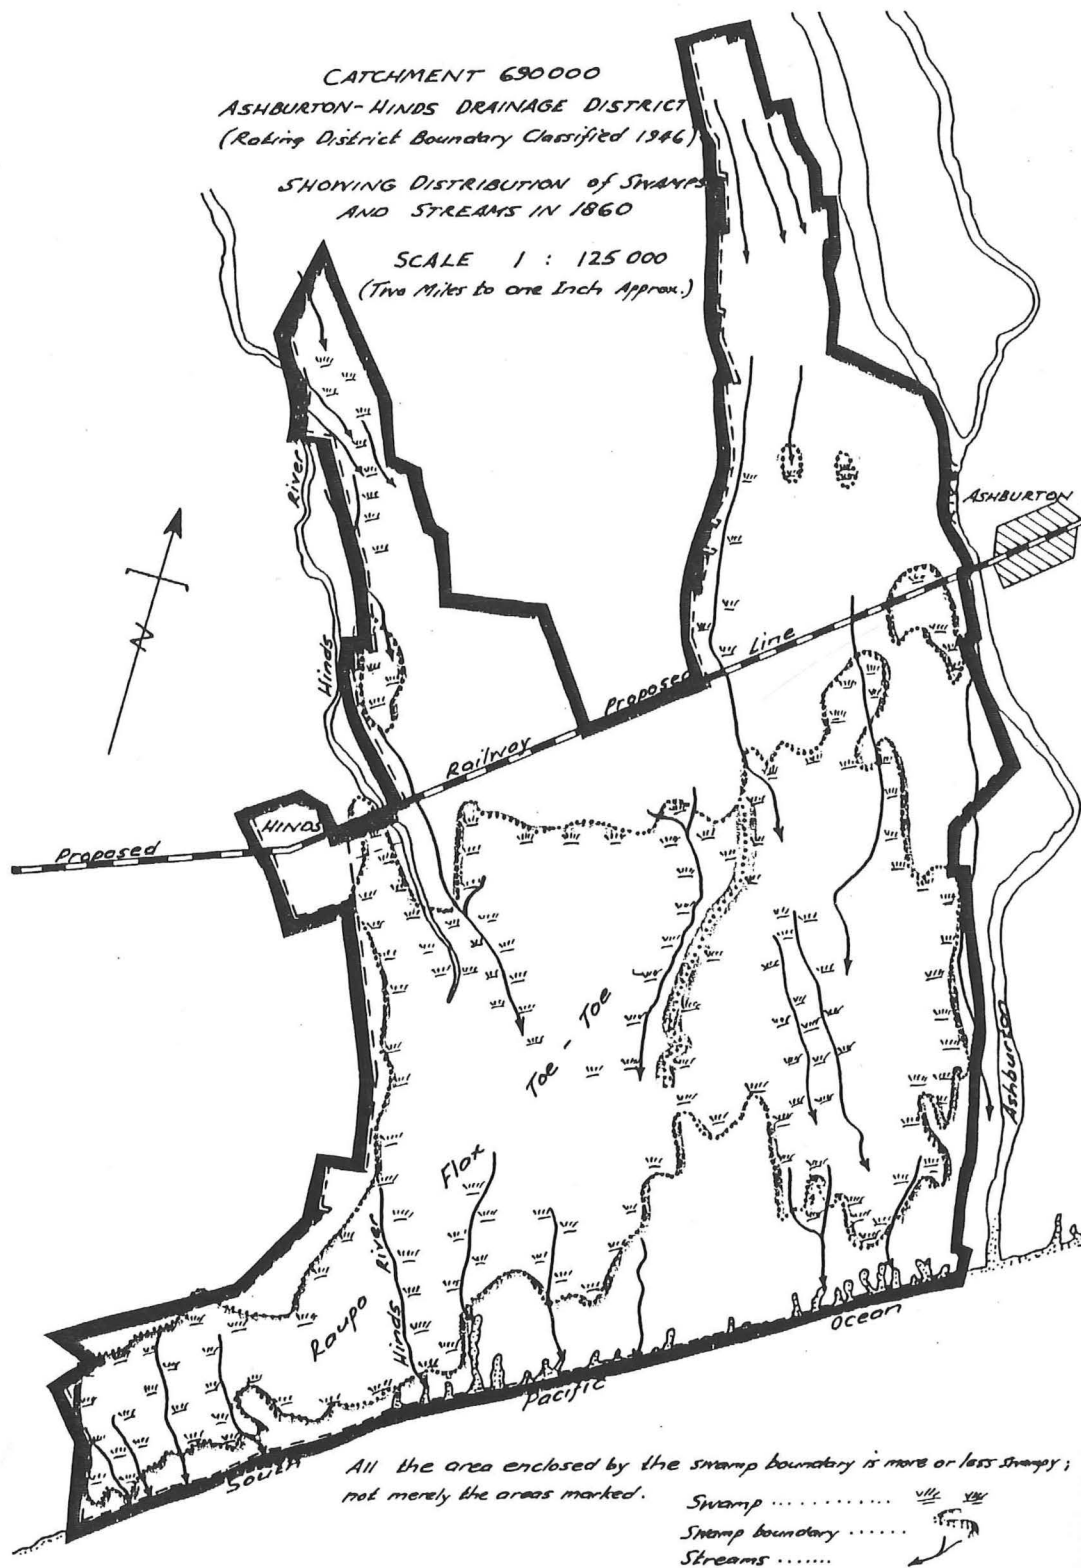 CATCHMENT 690000
ASHBURTON-HINDS DRAINAGE DISTRICT
(Rating District Boundary Classified 1946)
SHOWING DISTRIBUTION of SWAMPS
AND STREAMS IN 1860
SCALE 1 : 125 000
(Two Miles to one Inch Approx.)
River
ASHBURTON
N
Hinds
Proposed Line
Railway
HINDS
Proposed
Toe - Toe
Ashburton
Flax
River
Raupo
Hinds
Ocean
Pacific
South
All the area enclosed by the swamp boundary is more or less swampy;
not merely the areas marked.
Swamp ............
Swamp boundary ......
Streams .......